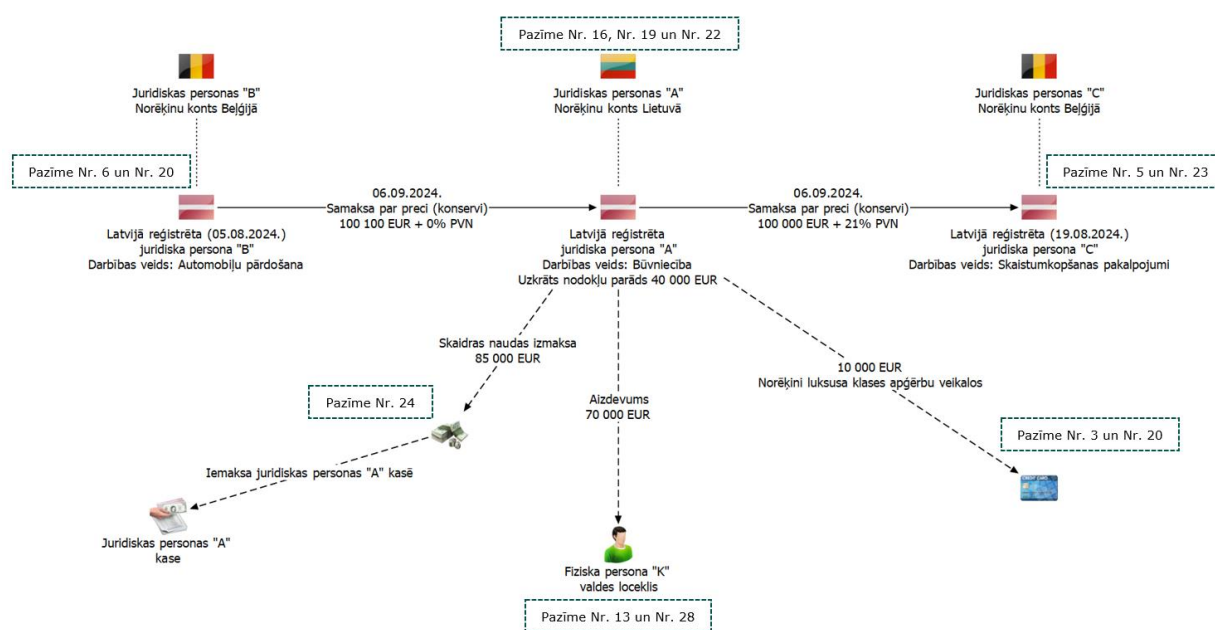 Pazīme Nr. 16, Nr. 19 un Nr. 22
Juridiskas personas "B"
Norēķinu konts Beļģijā
Juridiskas personas "A"
Norēķinu konts Lietuvā
Juridiskas personas "C"
Norēķinu konts Beļģijā
Pazīme Nr. 6 un Nr. 20
Pazīme Nr. 5 un Nr. 23
06.09.2024.
Samaksa par preci (konservi)
100 100 EUR + 0% PVN
06.09.2024.
Samaksa par preci (konservi)
100 000 EUR + 21% PVN
Latvijā reģistrēta (05.08.2024.)
juridiska persona "B"
Darbības veids: Automobiļu pārdošana
Latvijā reģistrēta
juridiska persona "A"
Darbības veids: Būvniecība
Uzkrāts nodokļu parāds 40 000 EUR
Latvijā reģistrēta (19.08.2024.)
juridiska persona "C"
Darbības veids: Skaistumkopšanas pakalpojumi
Skaidras naudas izmaksa
85 000 EUR
10 000 EUR
Norēķini luksusa klases apģērbu veikalos
Pazīme Nr. 24
Aizdevums
70 000 EUR
Pazīme Nr. 3 un Nr. 20
Iemaksa juridiskas personas "A" kasē
CREDIT CARD
Juridiskas personas "A"
kase
Fiziska persona "K"
valdes loceklis
Pazīme Nr. 13 un Nr. 28